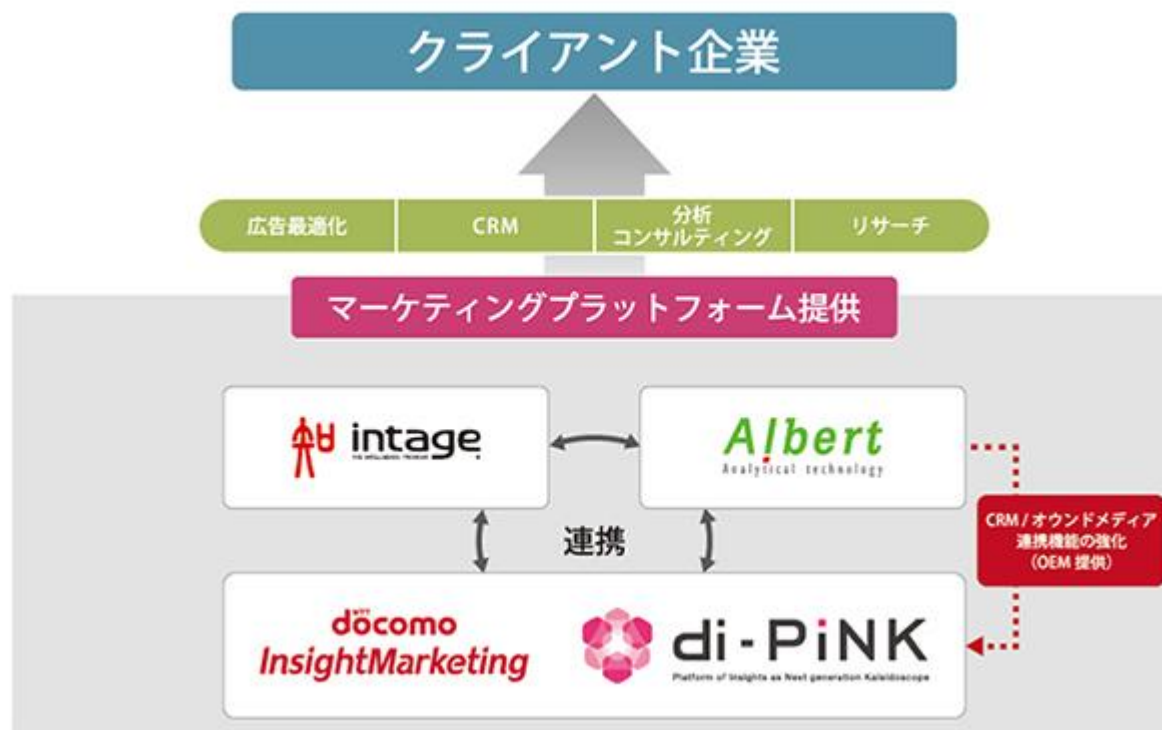 クライアント企業
広告最適化
CRM
分析
コンサルティング
リサーチ
マーケティングプラットフォーム提供
intage
Albert
Analytical technology
連携
CRM / オウンドメディア
連携機能の強化
（OEM 提供）
NTT
döcomo
InsightMarketing
di-PiNK
Platform of Insights as Next generation Kaleidoscope